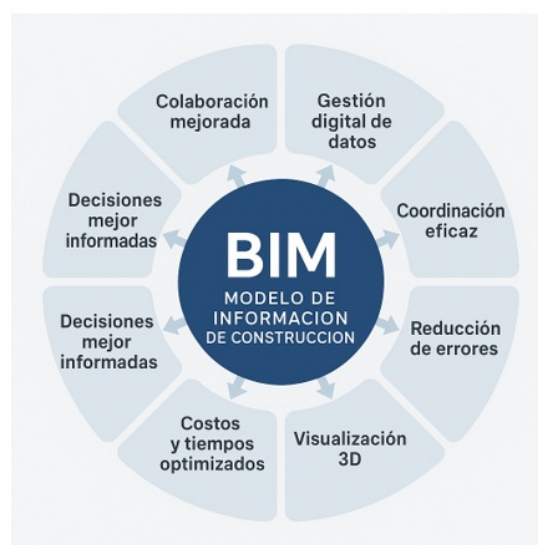 Colaboración
mejorada
Gestión
digital de
datos
Decisiones
mejor
informadas
Coordinación
eficaz
BIM
MODELO DE
INFORMACION
DE CONSTRUCCION
Decisiones
mejor
informadas
Reducción
de errores
Costos
y tiempos
optimizados
Visualización
3D